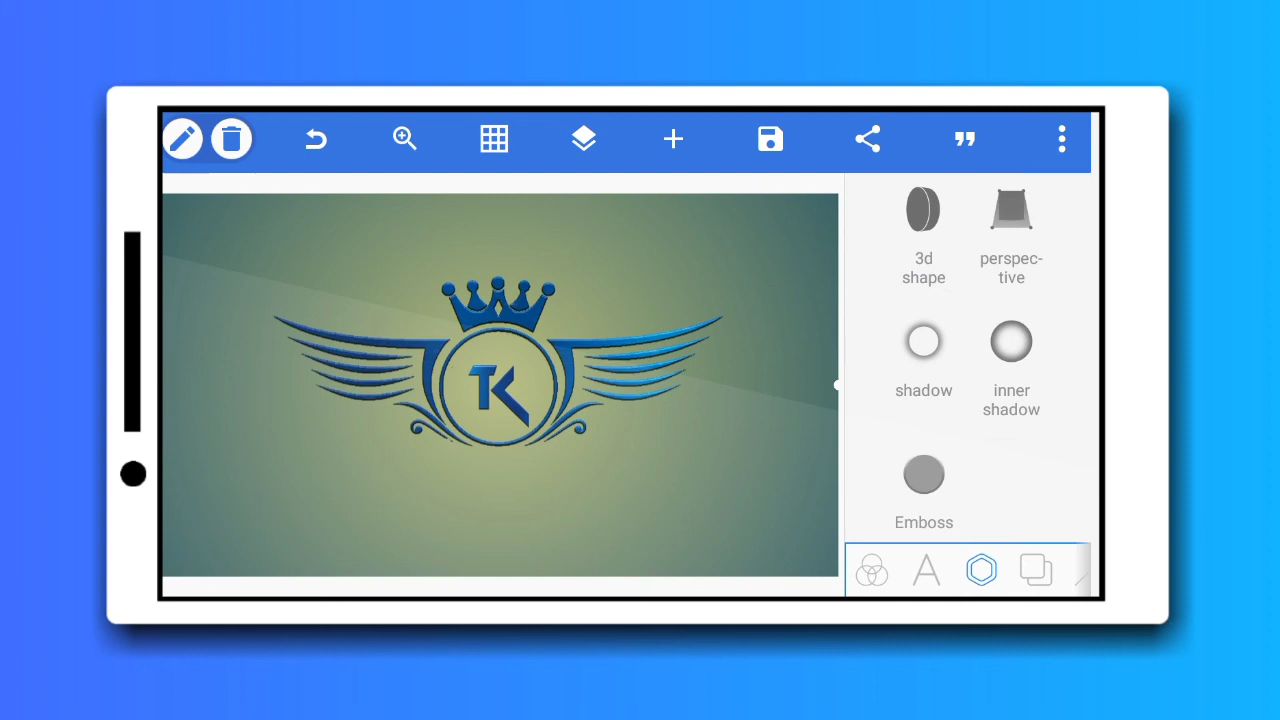 TK
3d
shape
perspec-
tive
shadow
inner
shadow
Emboss